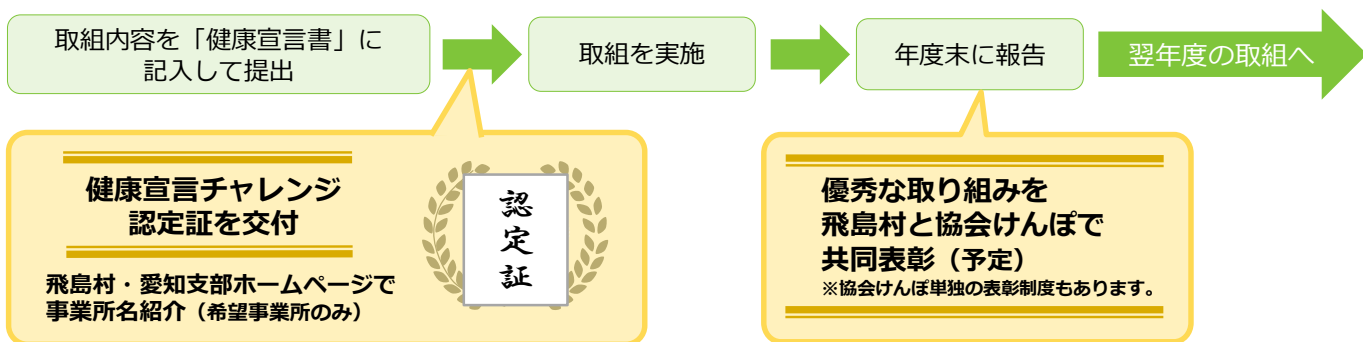 取組内容を「健康宣言書」に
記入して提出
取組を実施
年度末に報告
翌年度の取組へ
健康宣言チャレンジ
認定証を交付
飛島村・愛知支部ホームページで
事業所名紹介（希望事業所のみ）
認定証
優秀な取り組みを
飛島村と協会けんぽで
共同表彰（予定）
※協会けんぽ単独の表彰制度もあります。